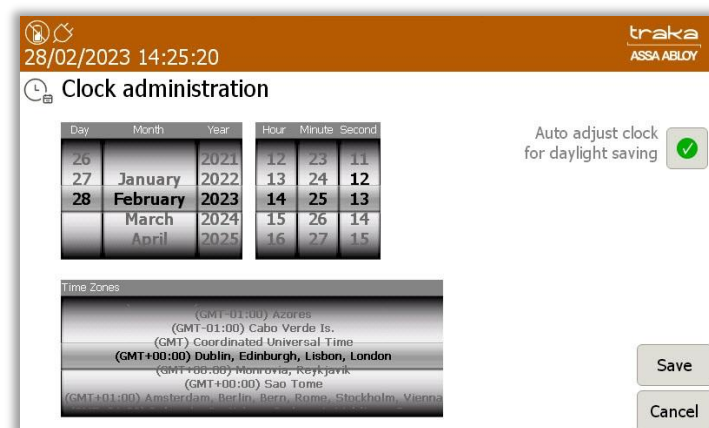 28/02/2023 14:25:20
traka
ASSA ABLOY
Clock administration
Day Month Year Hour Minute Second
26 2021 12 23 11
27 January 2022 13 24 12
28 February 2023 14 25 13
March 2024 15 26 14
April 2025 16 27 15
Auto adjust clock
for daylight saving
Time Zones
(GMT-01:00) Azores
(GMT-01:00) Cabo Verde Is.
(GMT) Coordinated Universal Time
(GMT+00:00) Dublin, Edinburgh, Lisbon, London
(GMT+00:00) Monrovia, Reykjavik
(GMT+00:00) Sao Tome
(GMT+01:00) Amsterdam, Berlin, Bern, Rome, Stockholm, Vienna
Save
Cancel